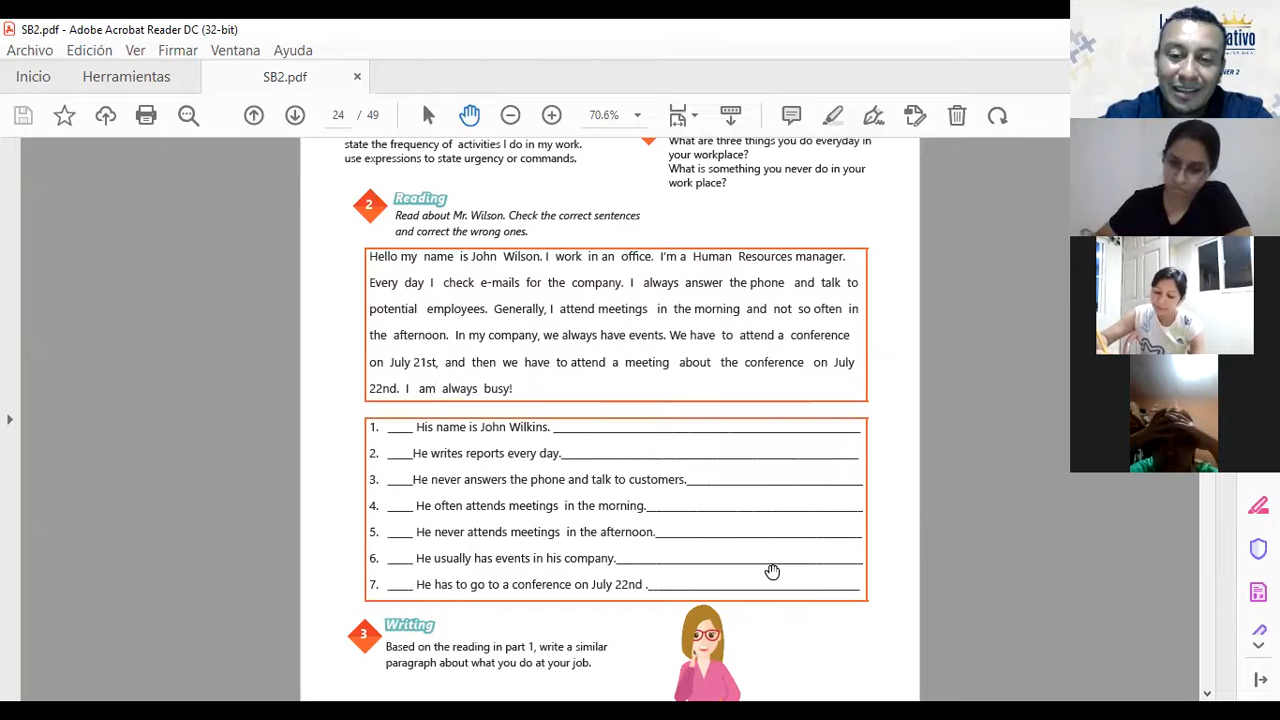 SB2.pdf - Adobe Acrobat Reader DC (32-bit)
Archivo Edición Ver Firmar Ventana Ayuda
Inicio Herramientas SB2.pdf ×
24 / 49 70.6%
state the frequency of activities I do in my work.
use expressions to state urgency or commands.
What are three things you do everyday in
your workplace?
What is something you never do in your
work place?
2 Reading
Read about Mr. Wilson. Check the correct sentences
and correct the wrong ones.
Hello my name is John Wilson. I work in an office. I'm a Human Resources manager.
Every day I check e-mails for the company. I always answer the phone and talk to
potential employees. Generally, I attend meetings in the morning and not so often in
the afternoon. In my company, we always have events. We have to attend a conference
on July 21st, and then we have to attend a meeting about the conference on July
22nd. I am always busy!
1. ____ His name is John Wilkins. ____
2. ____He writes reports every day.____
3. ____He never answers the phone and talk to customers.____
4. ____ He often attends meetings in the morning.____
5. ____ He never attends meetings in the afternoon.____
6. ____ He usually has events in his company.____
7. ____ He has to go to a conference on July 22nd .____
3 Writing
Based on the reading in part 1, write a similar
paragraph about what you do at your job.